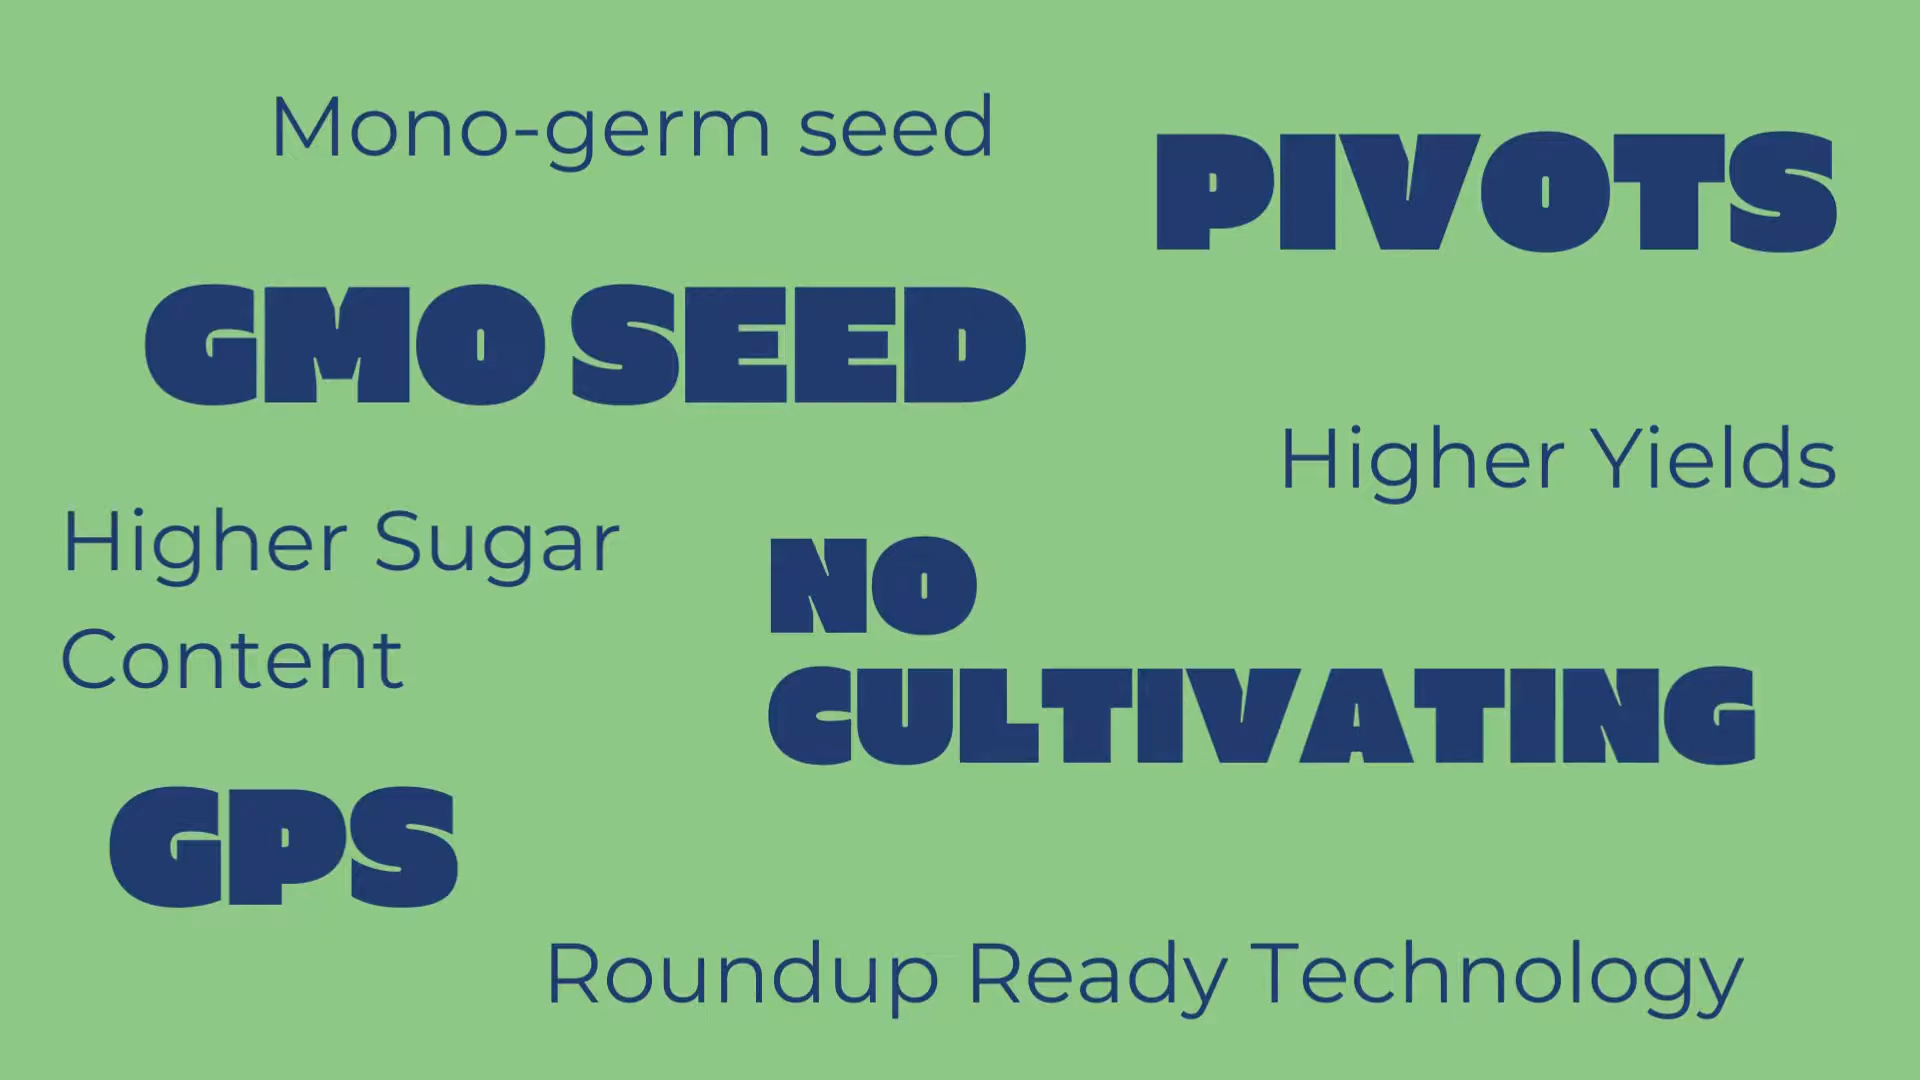 Mono-germ seed
PIVOTS
GMO SEED
Higher Yields
Higher Sugar
Content
NO
CULTIVATING
GPS
Roundup Ready Technology